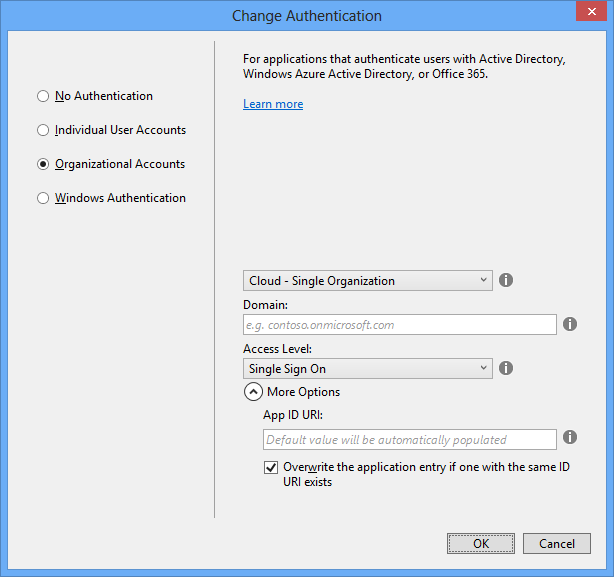 Change Authentication
No Authentication
Individual User Accounts
Organizational Accounts
Windows Authentication
For applications that authenticate users with Active Directory,
Windows Azure Active Directory, or Office 365.
Learn more
Cloud - Single Organization
Domain:
e.g. contoso.onmicrosoft.com
Access Level:
Single Sign On
More Options
App ID URI:
Default value will be automatically populated
Overwrite the application entry if one with the same ID
URI exists
OK
Cancel